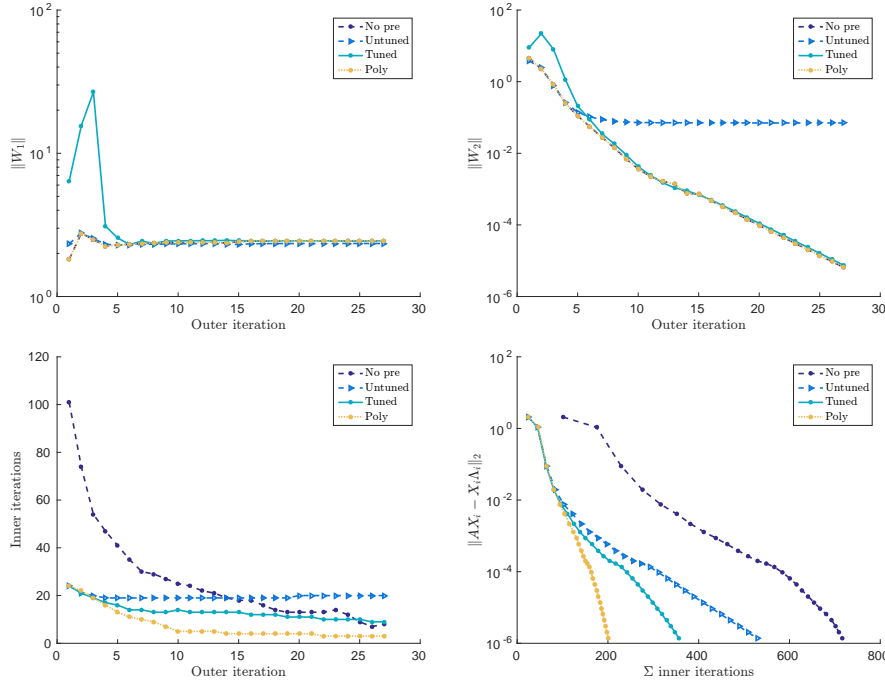 10^2
10^1
10^0
‖W_1‖
0 5 10 15 20 25 30
Outer iteration
No pre
Untuned
Tuned
Poly
10^2
10^0
10^-2
10^-4
10^-6
‖W_2‖
0 5 10 15 20 25 30
Outer iteration
No pre
Untuned
Tuned
Poly
120
100
80
60
40
20
0
Inner iterations
0 5 10 15 20 25 30
Outer iteration
No pre
Untuned
Tuned
Poly
10^2
10^0
10^-2
10^-4
10^-6
‖AX_i − X_iΛ_i‖_2
0 200 400 600 800
Σ inner iterations
No pre
Untuned
Tuned
Poly